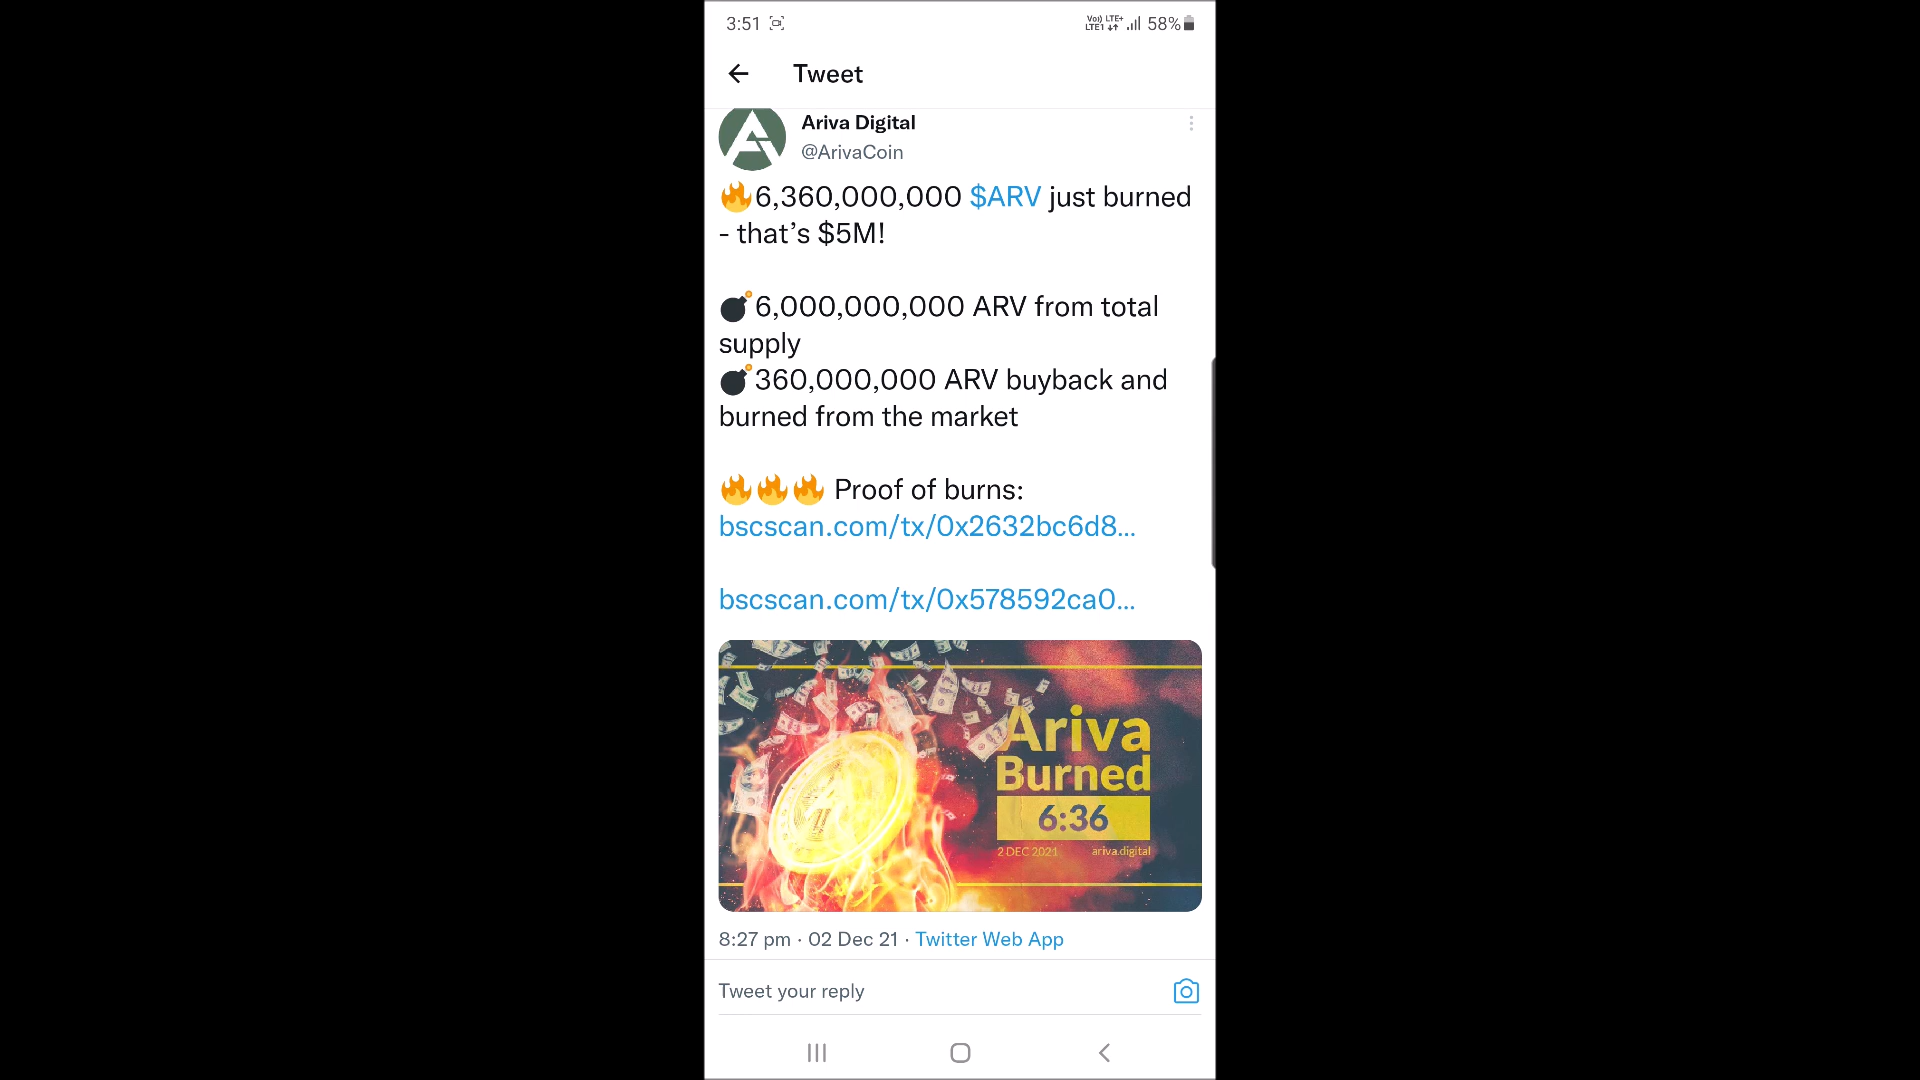 3:51
Vo)) LTE+
LTE1
58%
Tweet
Ariva Digital
@ArivaCoin
🔥6,360,000,000 $ARV just burned
- that's $5M!
💣6,000,000,000 ARV from total
supply
💣360,000,000 ARV buyback and
burned from the market
🔥🔥🔥 Proof of burns:
bscscan.com/tx/0x2632bc6d8...
bscscan.com/tx/0x578592ca0...
Ariva
Burned
6:36
2 DEC 2021 ariva.digital
8:27 pm · 02 Dec 21 · Twitter Web App
Tweet your reply